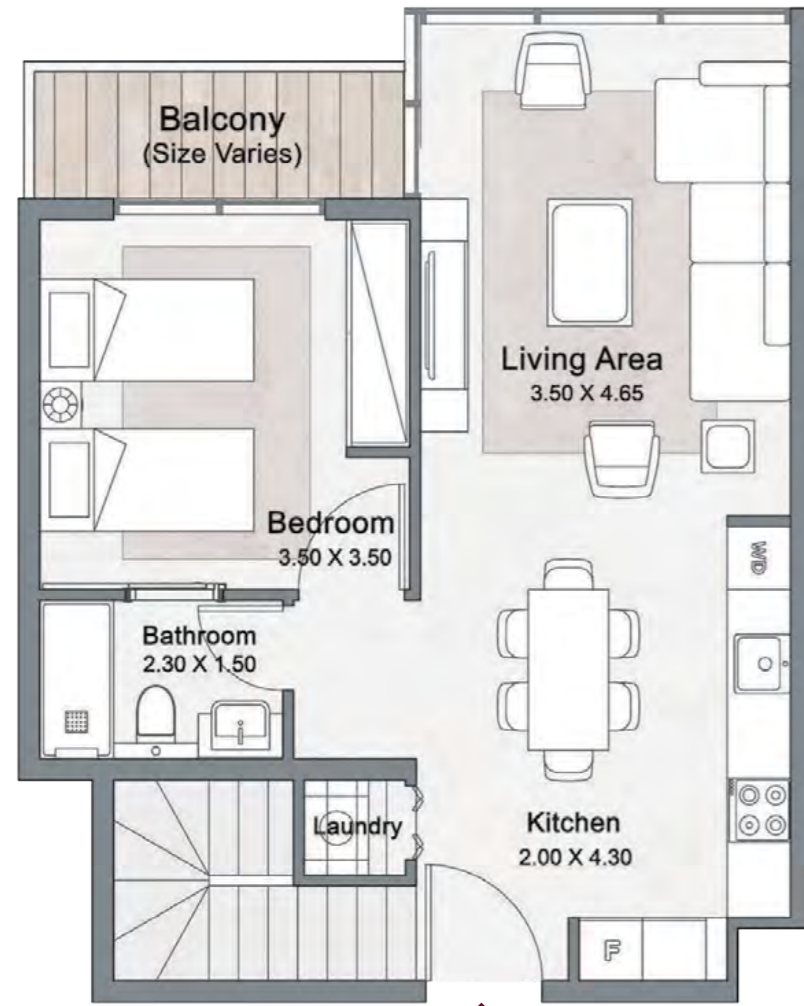 Balcony
(Size Varies)
Living Area
3.50 X 4.65
Bedroom
3.50 X 3.50
WD
Bathroom
2.30 X 1.50
Laundry
Kitchen
2.00 X 4.30
F